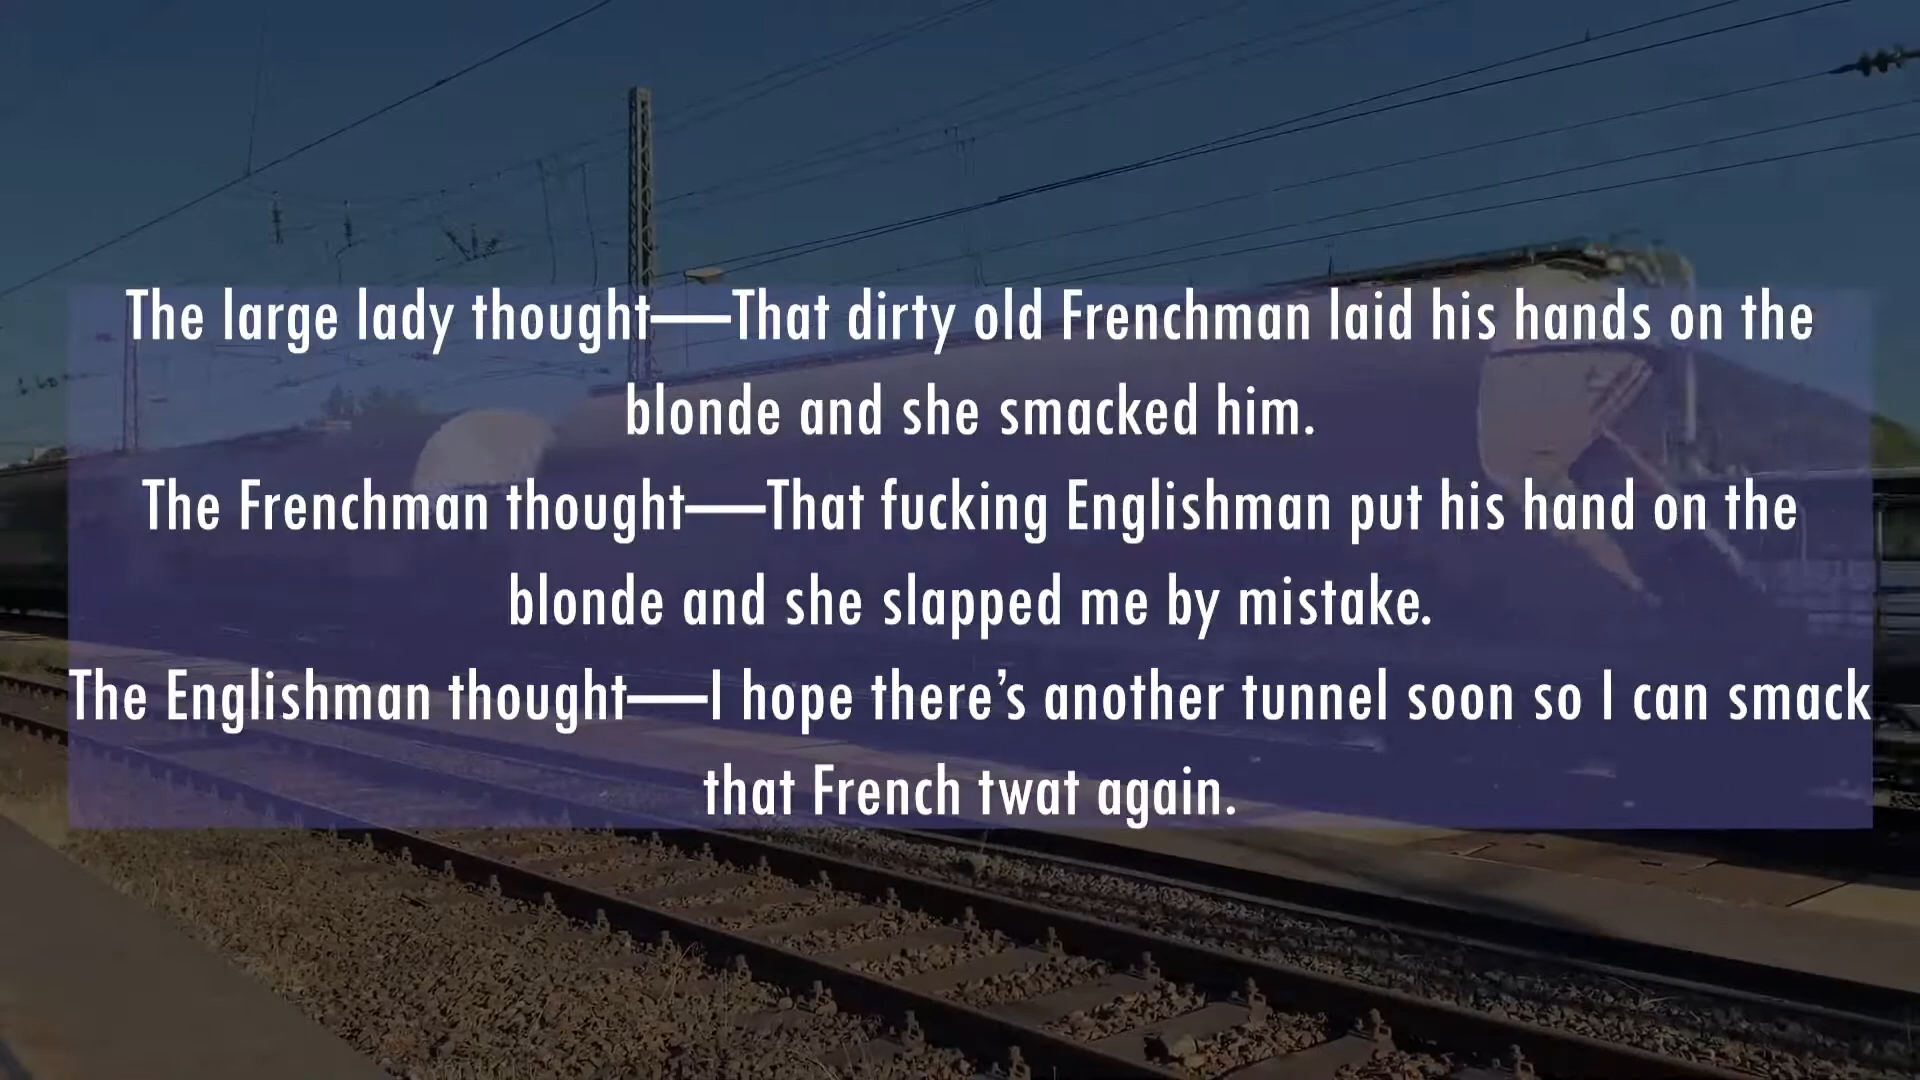 The large lady thought—That dirty old Frenchman laid his hands on the
blonde and she smacked him.
The Frenchman thought—That fucking Englishman put his hand on the
blonde and she slapped me by mistake.
The Englishman thought—I hope there’s another tunnel soon so I can smack
that French twat again.